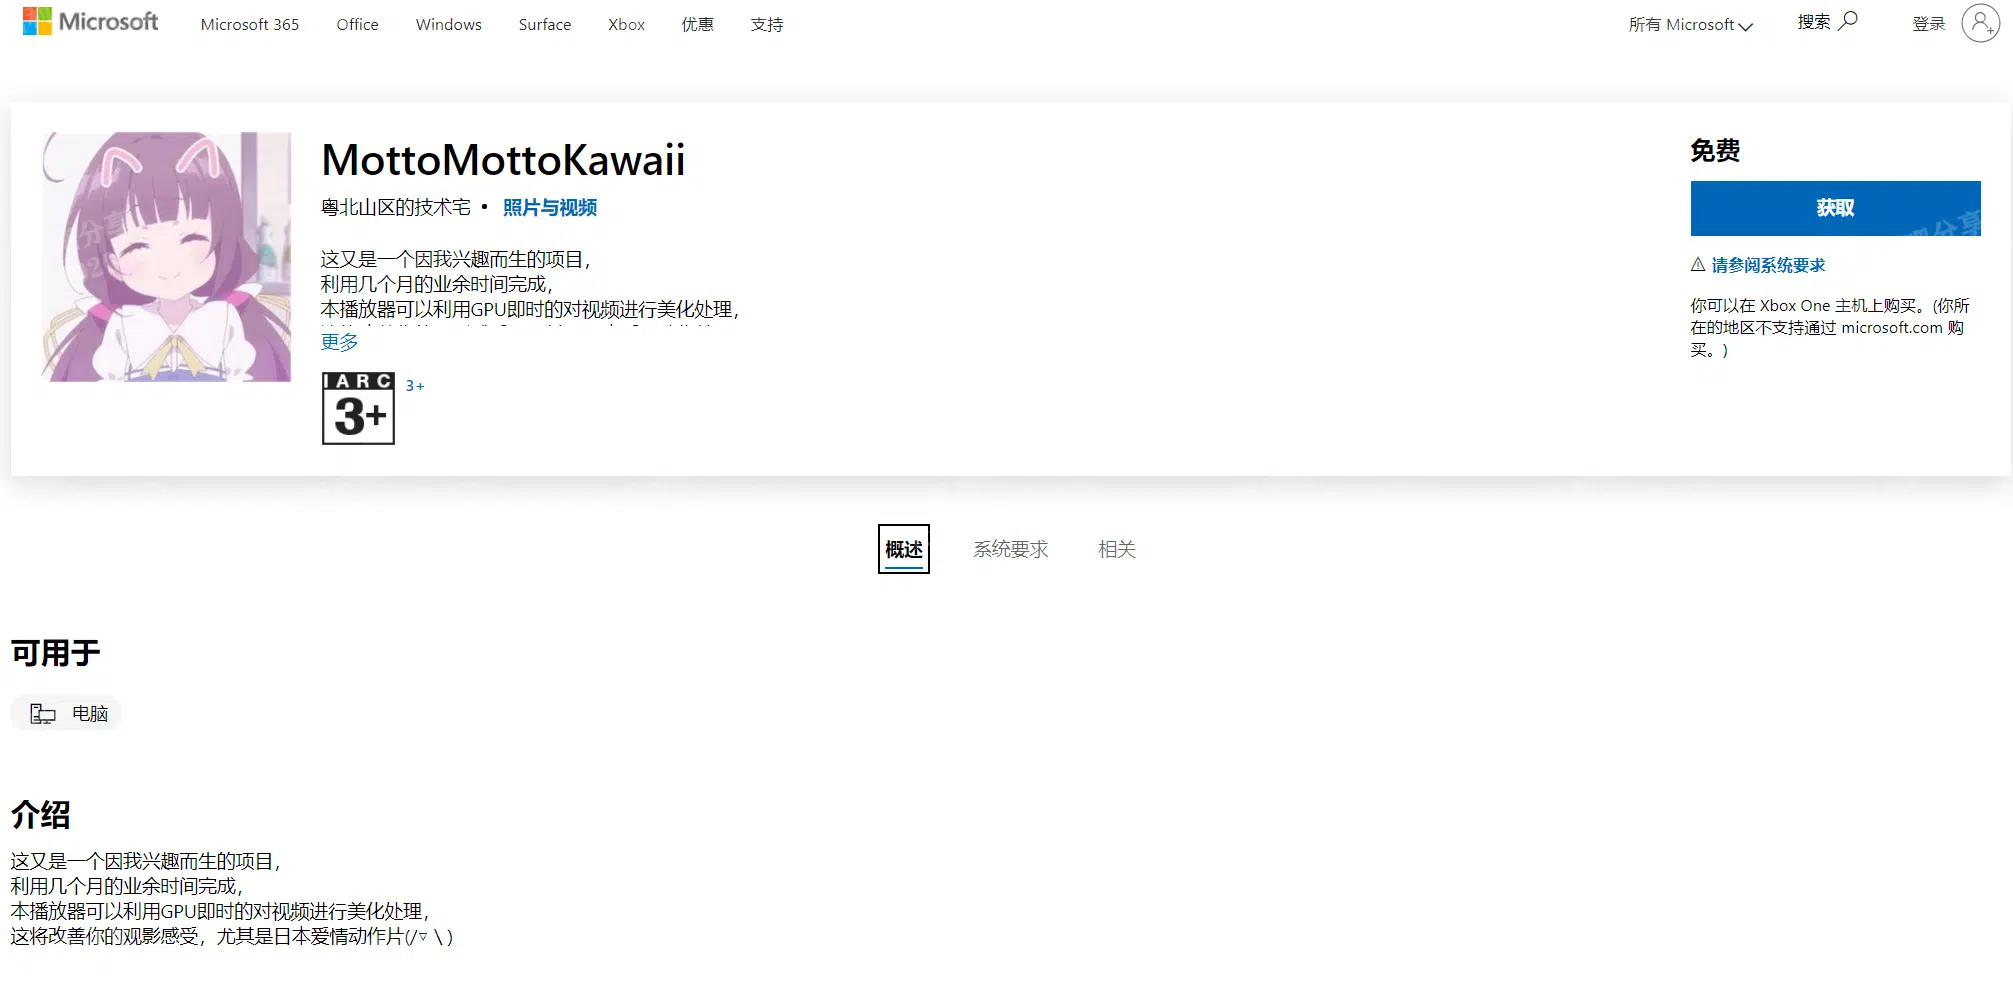 Microsoft
Microsoft 365
Office
Windows
Surface
Xbox
优惠
支持
所有 Microsoft
搜索
登录
MottoMottoKawaii
粤北山区的技术宅 • 照片与视频
这又是一个因我兴趣而生的项目，
利用几个月的业余时间完成，
本播放器可以利用GPU即时的对视频进行美化处理，
更多
IARC
3+
3+
免费
获取
⚠ 请参阅系统要求
你可以在 Xbox One 主机上购买。(你所
在的地区不支持通过 microsoft.com 购
买。)
概述
系统要求
相关
可用于
电脑
介绍
这又是一个因我兴趣而生的项目，
利用几个月的业余时间完成，
本播放器可以利用GPU即时的对视频进行美化处理，
这将改善你的观影感受，尤其是日本爱情动作片(/▿＼)